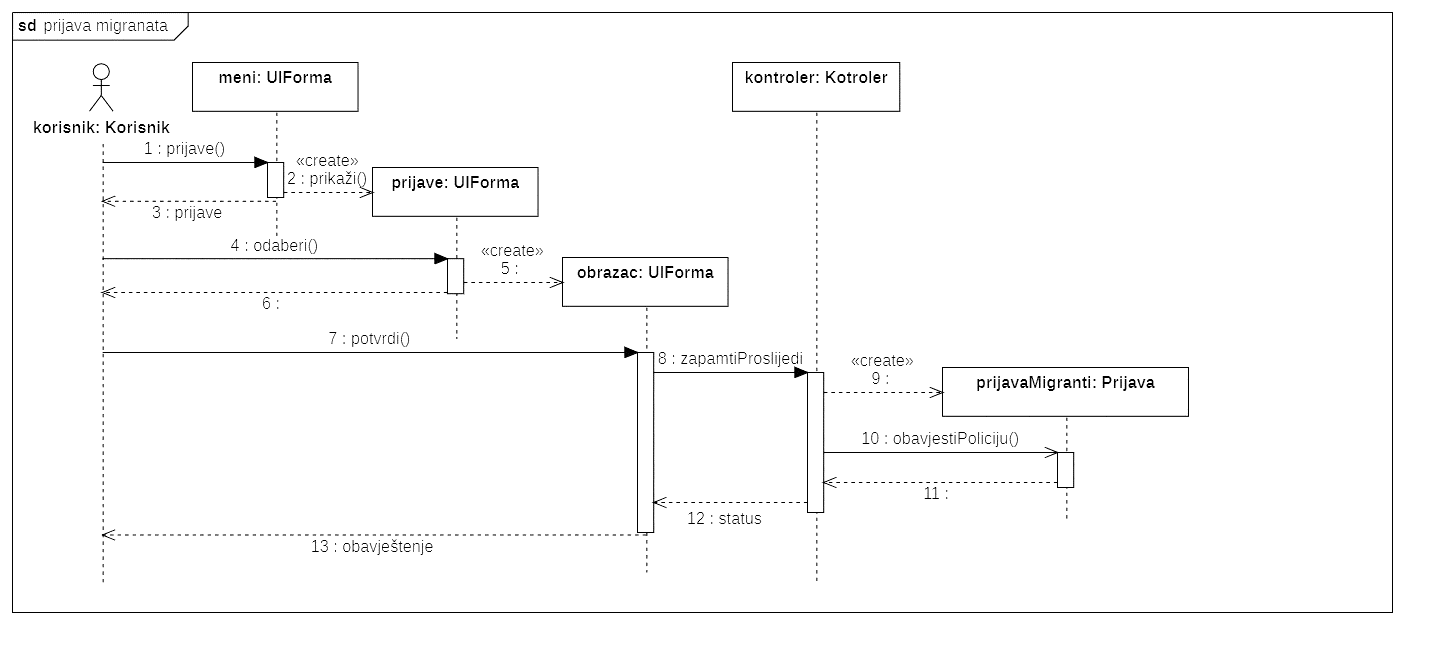 sd prijava migranata
meni: UIForma
kontroler: Kotroler
korisnik: Korisnik
1 : prijave()
«create»
2 : prikaži()
prijave: UIForma
3 : prijave
4 : odaberi()
«create»
5 :
obrazac: UIForma
6 :
7 : potvrdi()
8 : zapamtiProslijedi
«create»
9 :
prijavaMigranti: Prijava
10 : obavjestiPoliciju()
11 :
12 : status
13 : obavještenje